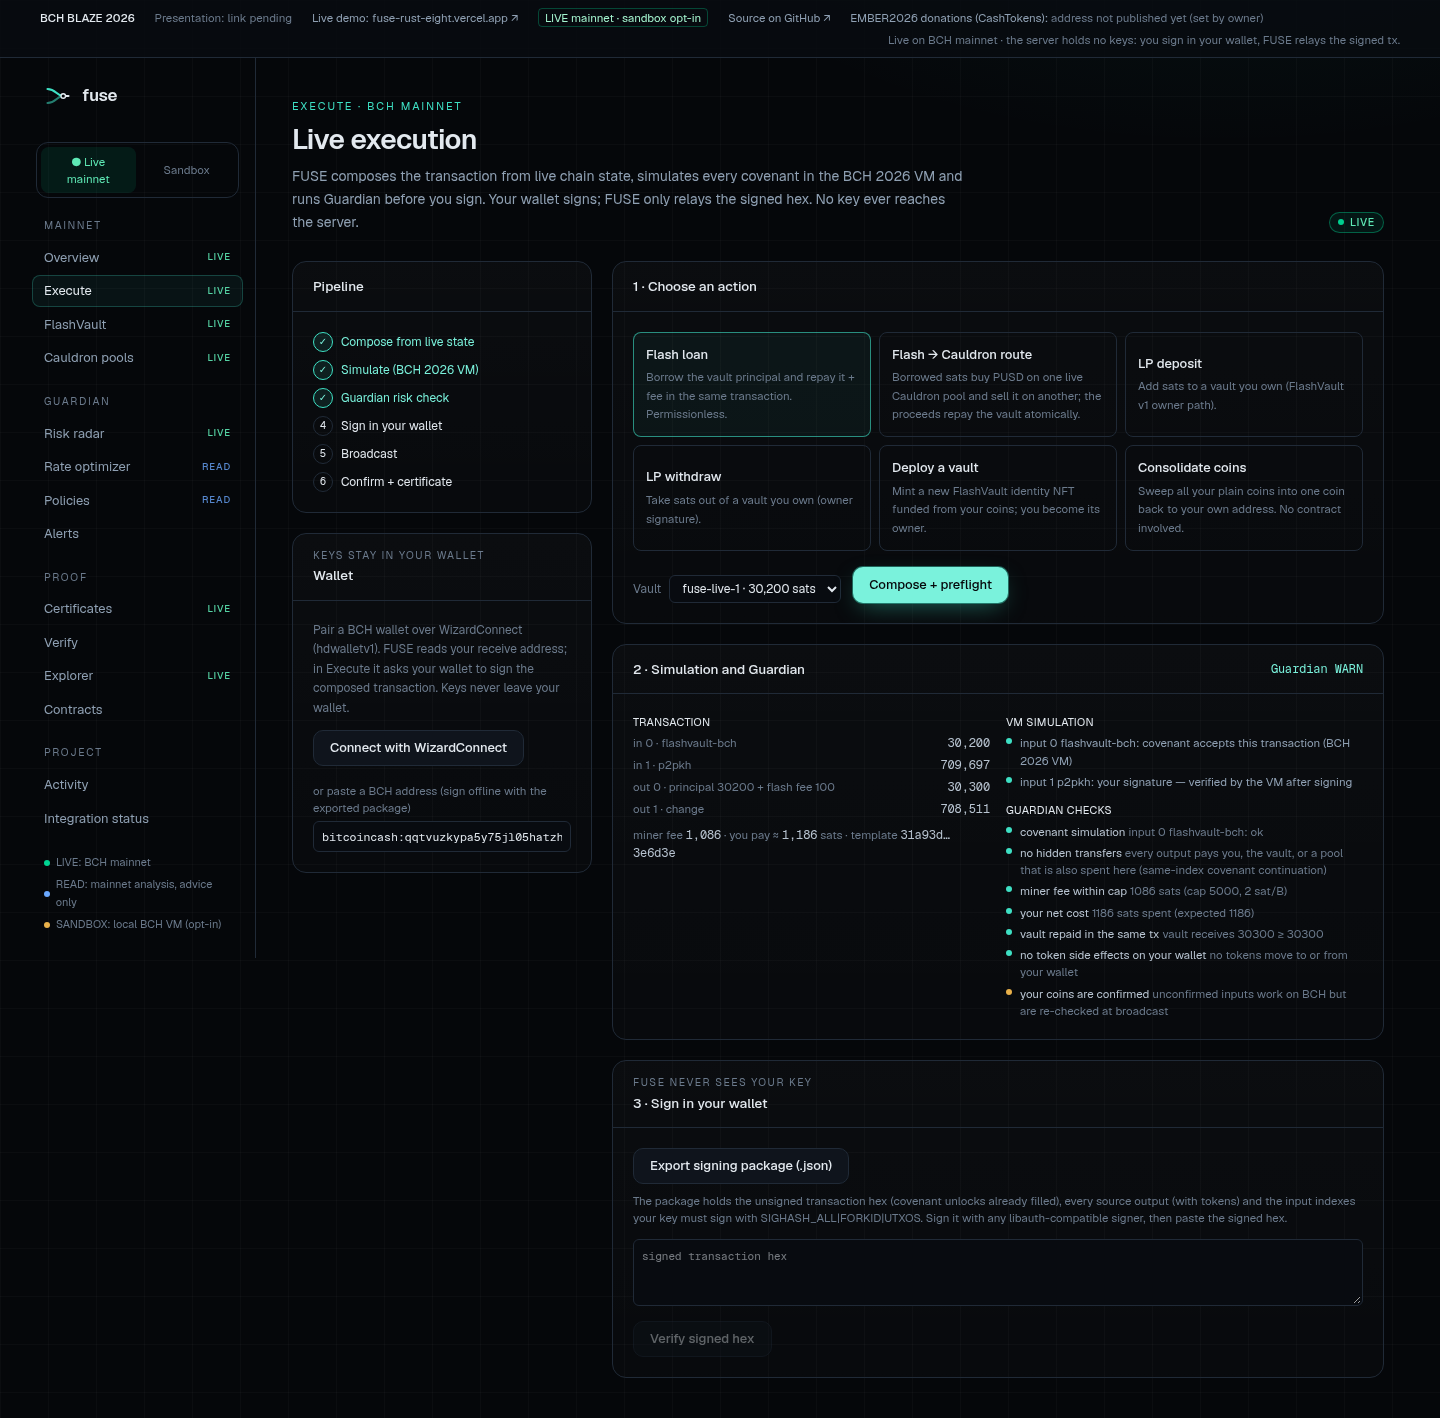 BCH BLAZE 2026
Presentation: link pending
Live demo: fuse-rust-eight.vercel.app ↗
LIVE mainnet · sandbox opt-in
Source on GitHub ↗
EMBER2026 donations (CashTokens): address not published yet (set by owner)
Live on BCH mainnet · the server holds no keys: you sign in your wallet, FUSE relays the signed tx.
fuse
Live
mainnet
Sandbox
MAINNET
Overview LIVE
Execute LIVE
FlashVault LIVE
Cauldron pools LIVE
GUARDIAN
Risk radar LIVE
Rate optimizer READ
Policies READ
Alerts
PROOF
Certificates LIVE
Verify
Explorer LIVE
Contracts
PROJECT
Activity
Integration status
LIVE: BCH mainnet
READ: mainnet analysis, advice
only
SANDBOX: local BCH VM (opt-in)
EXECUTE · BCH MAINNET
Live execution
FUSE composes the transaction from live chain state, simulates every covenant in the BCH 2026 VM and
runs Guardian before you sign. Your wallet signs; FUSE only relays the signed hex. No key ever reaches
the server.
LIVE
Pipeline
✓ Compose from live state
✓ Simulate (BCH 2026 VM)
✓ Guardian risk check
4 Sign in your wallet
5 Broadcast
6 Confirm + certificate
KEYS STAY IN YOUR WALLET
Wallet
Pair a BCH wallet over WizardConnect
(hdwalletv1). FUSE reads your receive address;
in Execute it asks your wallet to sign the
composed transaction. Keys never leave your
wallet.
Connect with WizardConnect
or paste a BCH address (sign offline with the
exported package)
bitcoincash:qqtvuzkypa5y75jl05hatzh
1 · Choose an action
Flash loan
Borrow the vault principal and repay it +
fee in the same transaction.
Permissionless.
Flash → Cauldron route
Borrowed sats buy PUSD on one live
Cauldron pool and sell it on another; the
proceeds repay the vault atomically.
LP deposit
Add sats to a vault you own (FlashVault
v1 owner path).
LP withdraw
Take sats out of a vault you own (owner
signature).
Deploy a vault
Mint a new FlashVault identity NFT
funded from your coins; you become its
owner.
Consolidate coins
Sweep all your plain coins into one coin
back to your own address. No contract
involved.
Vault
fuse-live-1 · 30,200 sats
Compose + preflight
2 · Simulation and Guardian
Guardian WARN
TRANSACTION
in 0 · flashvault-bch 30,200
in 1 · p2pkh 709,697
out 0 · principal 30200 + flash fee 100 30,300
out 1 · change 708,511
miner fee 1,086 · you pay ≈ 1,186 sats · template 31a93d…
3e6d3e
VM SIMULATION
input 0 flashvault-bch: covenant accepts this transaction (BCH
2026 VM)
input 1 p2pkh: your signature — verified by the VM after signing
GUARDIAN CHECKS
covenant simulation input 0 flashvault-bch: ok
no hidden transfers every output pays you, the vault, or a pool
that is also spent here (same-index covenant continuation)
miner fee within cap 1086 sats (cap 5000, 2 sat/B)
your net cost 1186 sats spent (expected 1186)
vault repaid in the same tx vault receives 30300 ≥ 30300
no token side effects on your wallet no tokens move to or from
your wallet
your coins are confirmed unconfirmed inputs work on BCH but
are re-checked at broadcast
FUSE NEVER SEES YOUR KEY
3 · Sign in your wallet
Export signing package (.json)
The package holds the unsigned transaction hex (covenant unlocks already filled), every source output (with tokens) and the input indexes
your key must sign with SIGHASH_ALL|FORKID|UTXOS. Sign it with any libauth-compatible signer, then paste the signed hex.
signed transaction hex
Verify signed hex